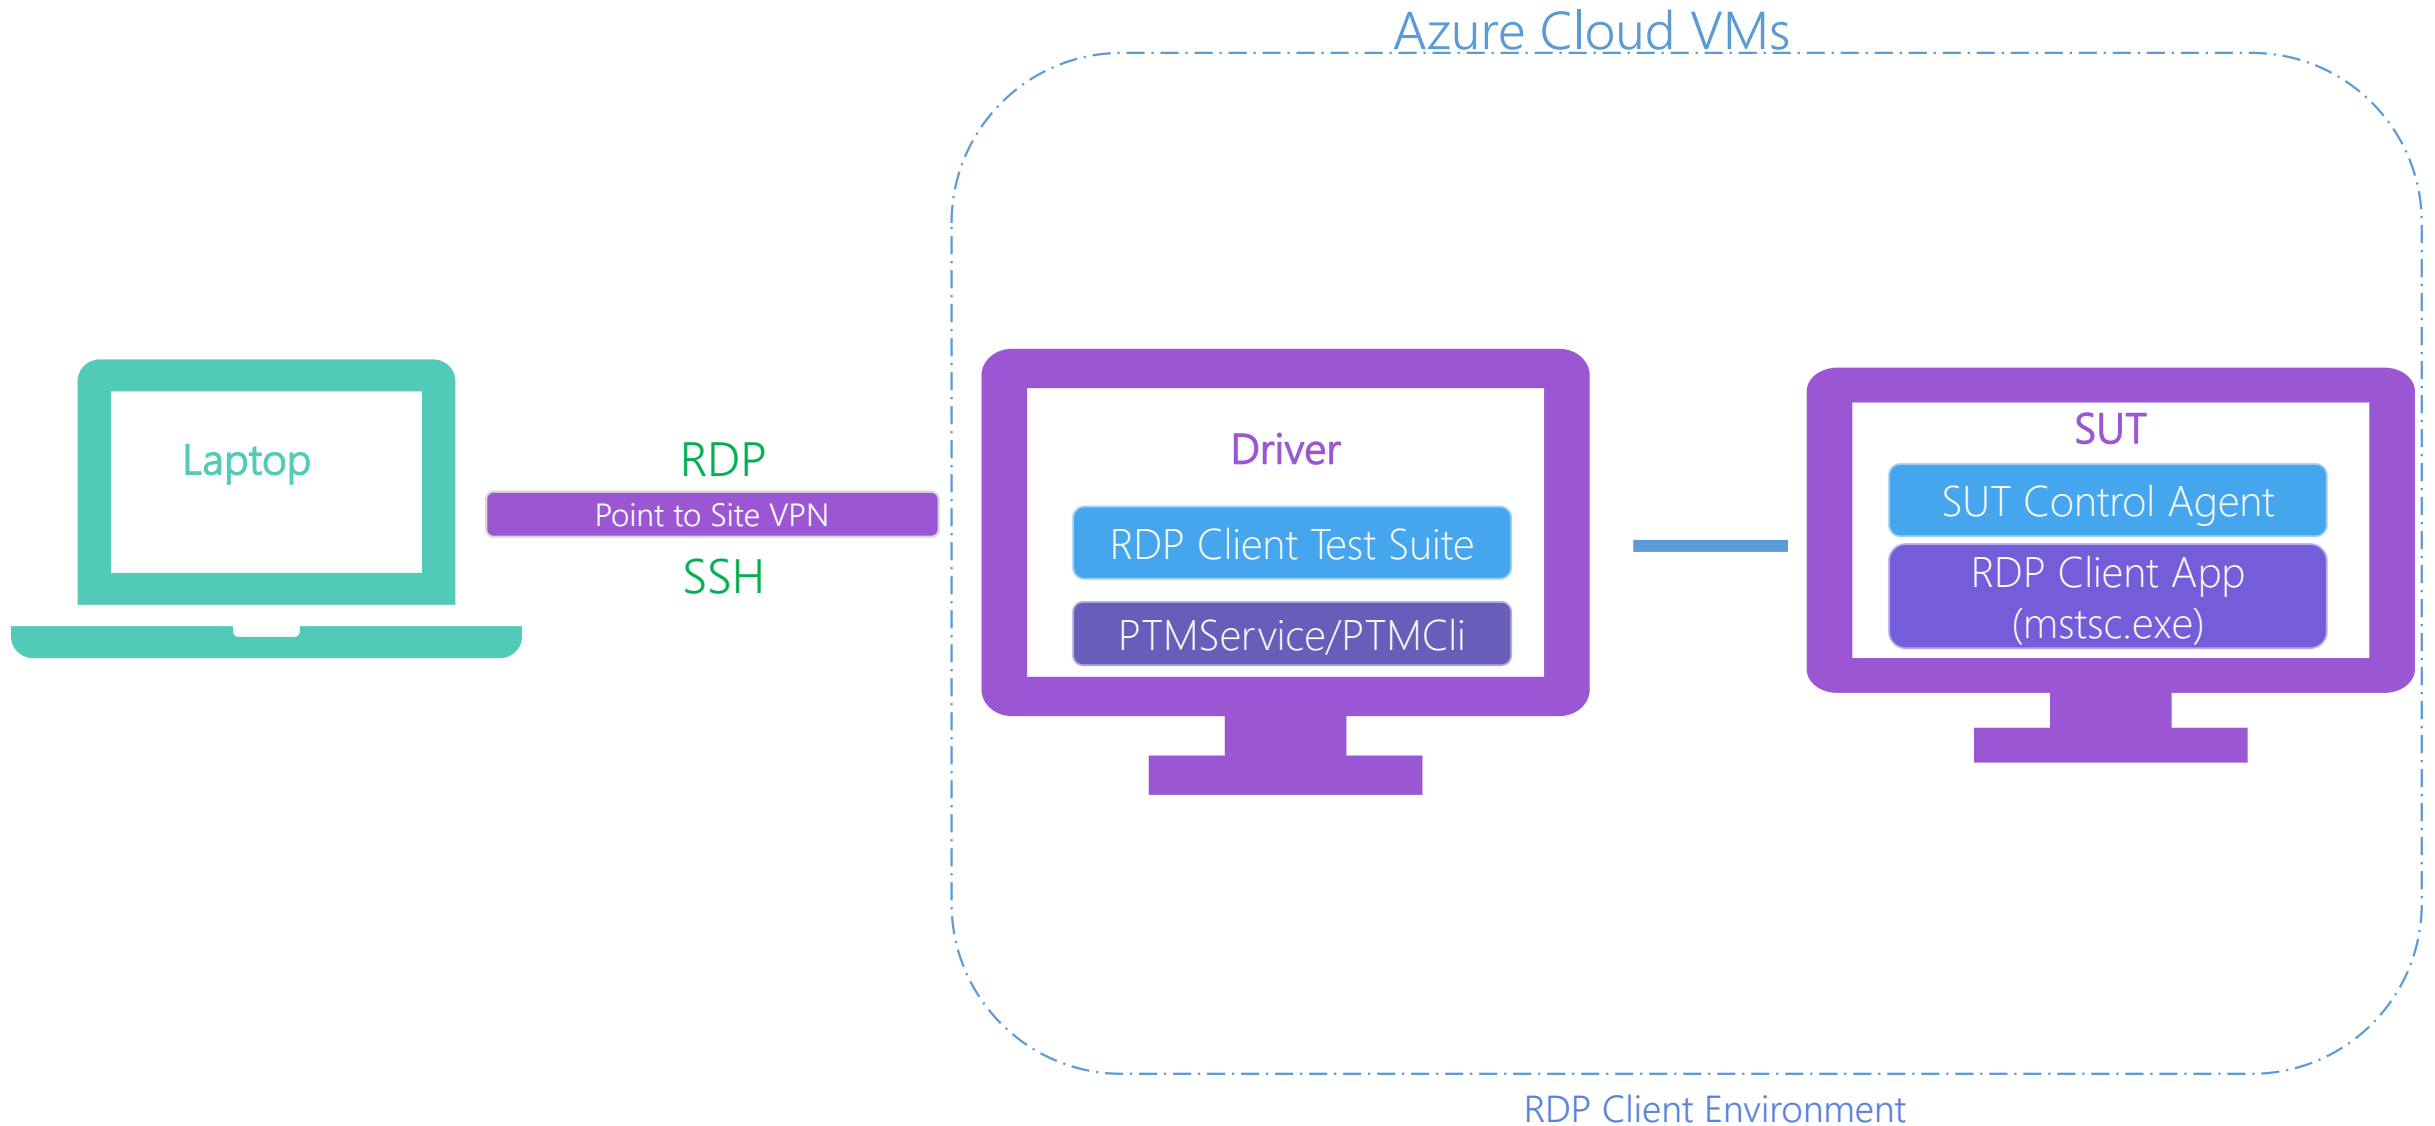 Azure Cloud VMs
Laptop
RDP
Point to Site VPN
SSH
Driver
RDP Client Test Suite
PTMService/PTMCli
SUT
SUT Control Agent
RDP Client App
(mstsc.exe)
RDP Client Environment